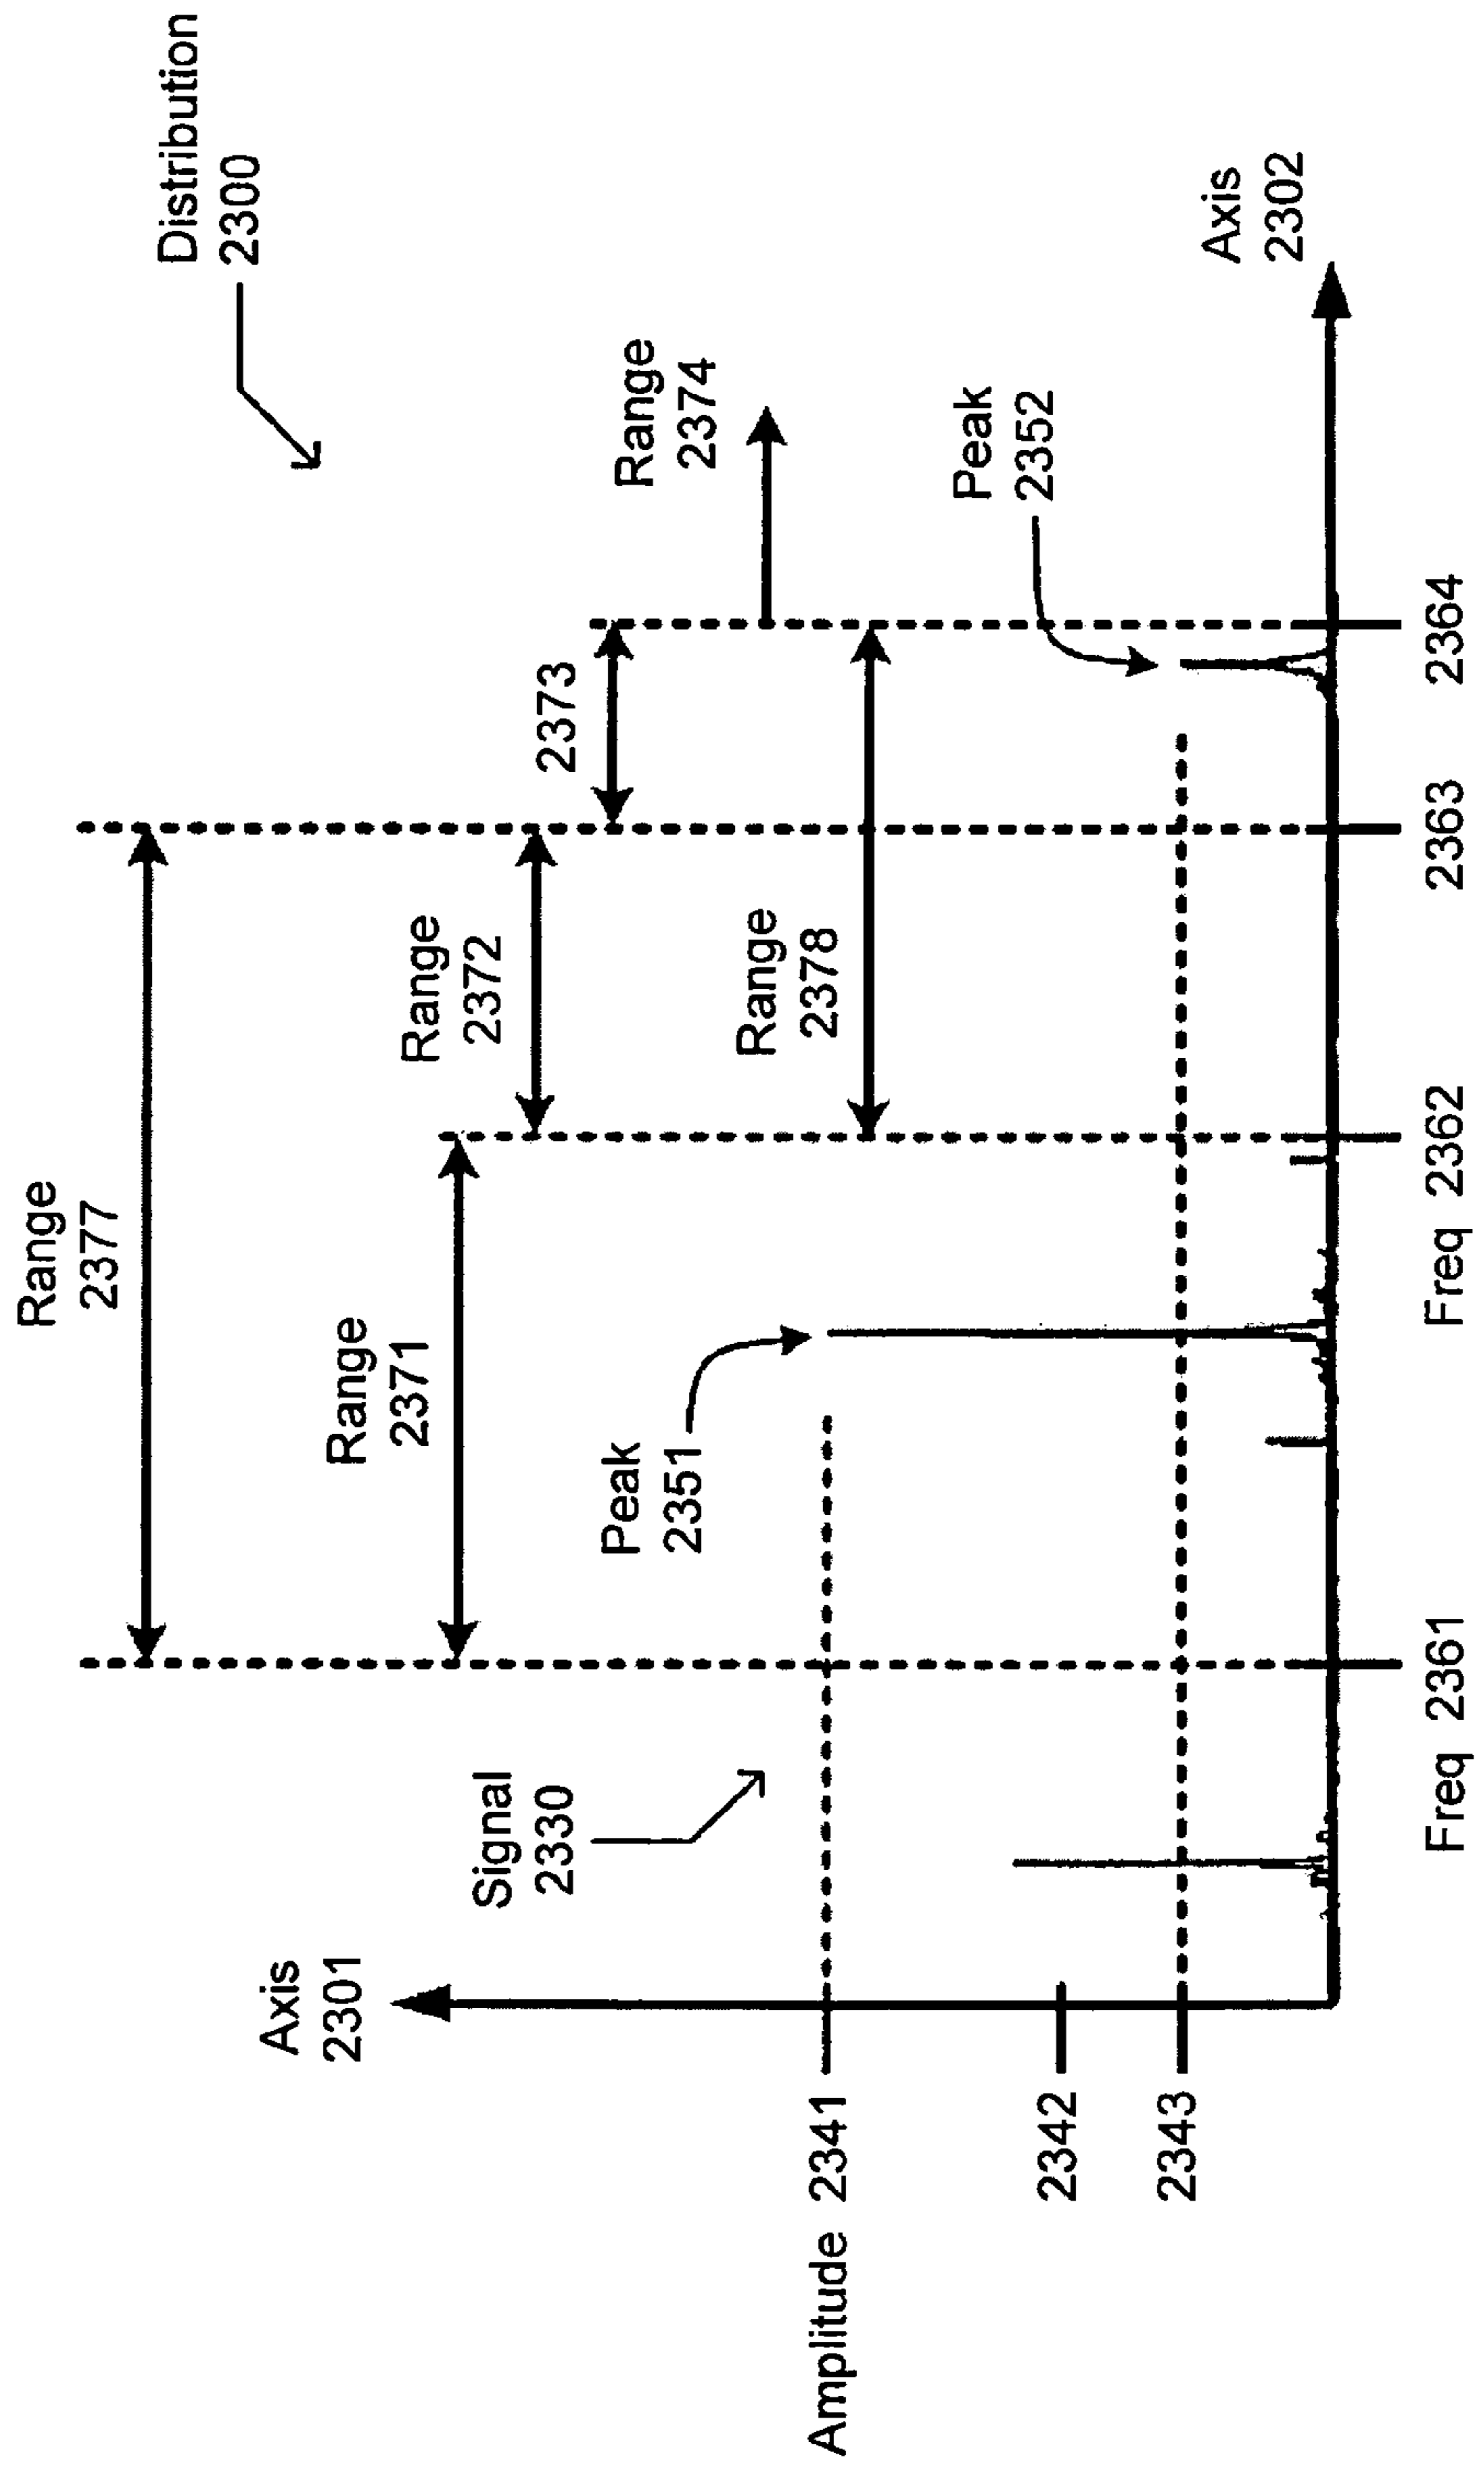 Distribution
2300
Range
2377
Range
2371
Range
2372
2373
Range
2374
Range
2378
Axis
2301
Signal
2330
Peak
2351
Peak
2352
Axis
2302
Amplitude 2341
2342
2343
Freq 2361
Freq 2362
2363
2364